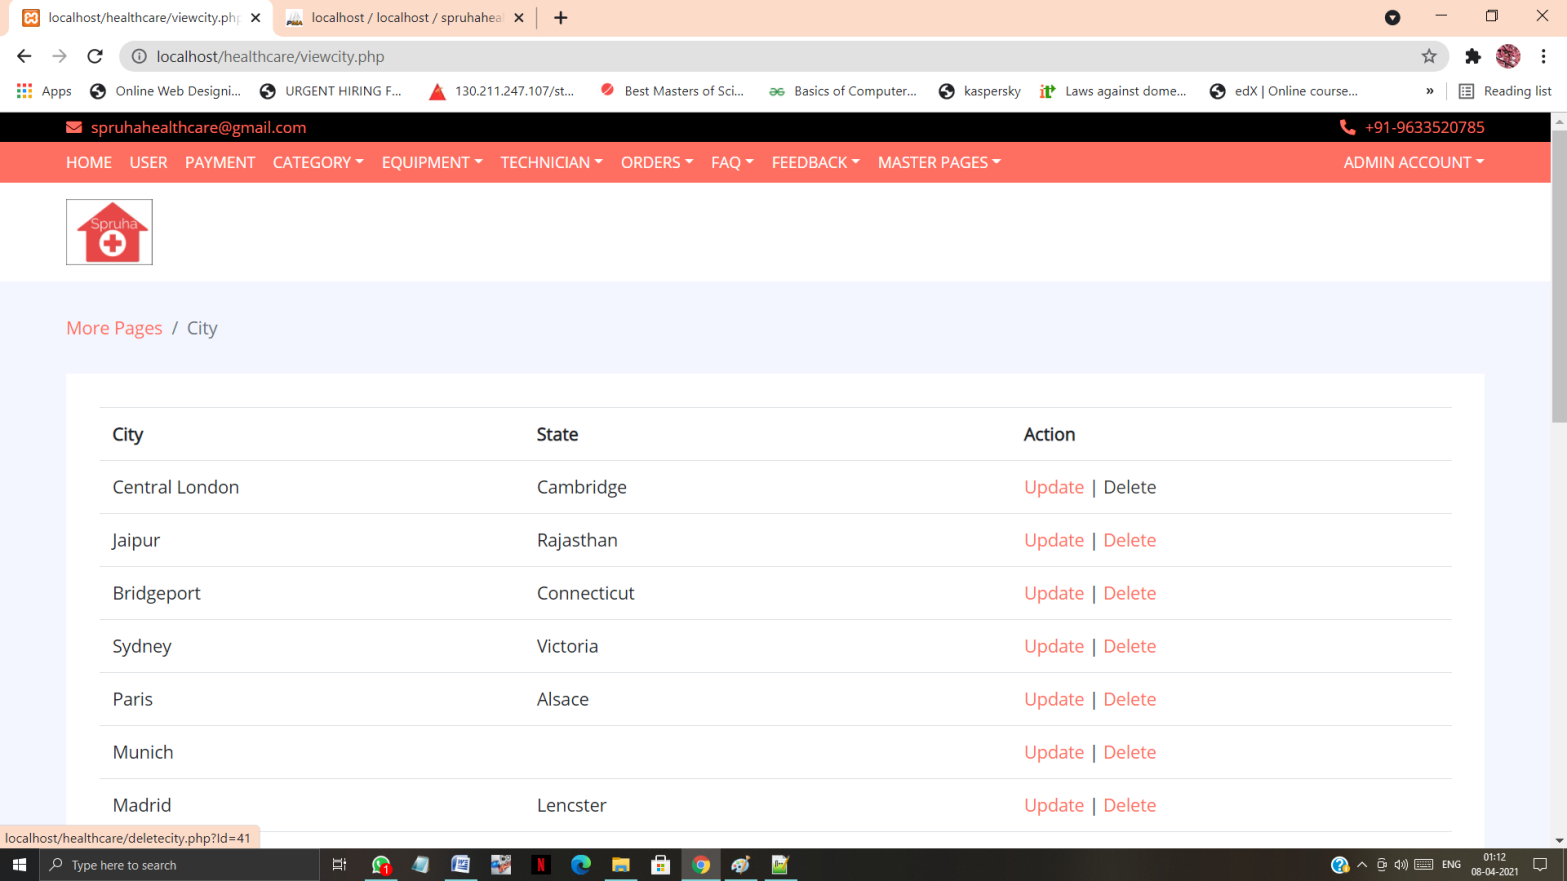 localhost/healthcare/viewcity.php
localhost / localhost / spruhahea
localhost/healthcare/viewcity.php
Apps Online Web Designi... URGENT HIRING F... 130.211.247.107/st... Best Masters of Sci... Basics of Computer... kaspersky Laws against dome... edX | Online course... » Reading list
spruhahealthcare@gmail.com +91-9633520785
HOME USER PAYMENT CATEGORY EQUIPMENT TECHNICIAN ORDERS FAQ FEEDBACK MASTER PAGES ADMIN ACCOUNT
Spruha
More Pages / City
City State Action
Central London Cambridge Update | Delete
Jaipur Rajasthan Update | Delete
Bridgeport Connecticut Update | Delete
Sydney Victoria Update | Delete
Paris Alsace Update | Delete
Munich Update | Delete
Madrid Lencster Update | Delete
localhost/healthcare/deletecity.php?Id=41
Type here to search
ENG
01:12
08-04-2021